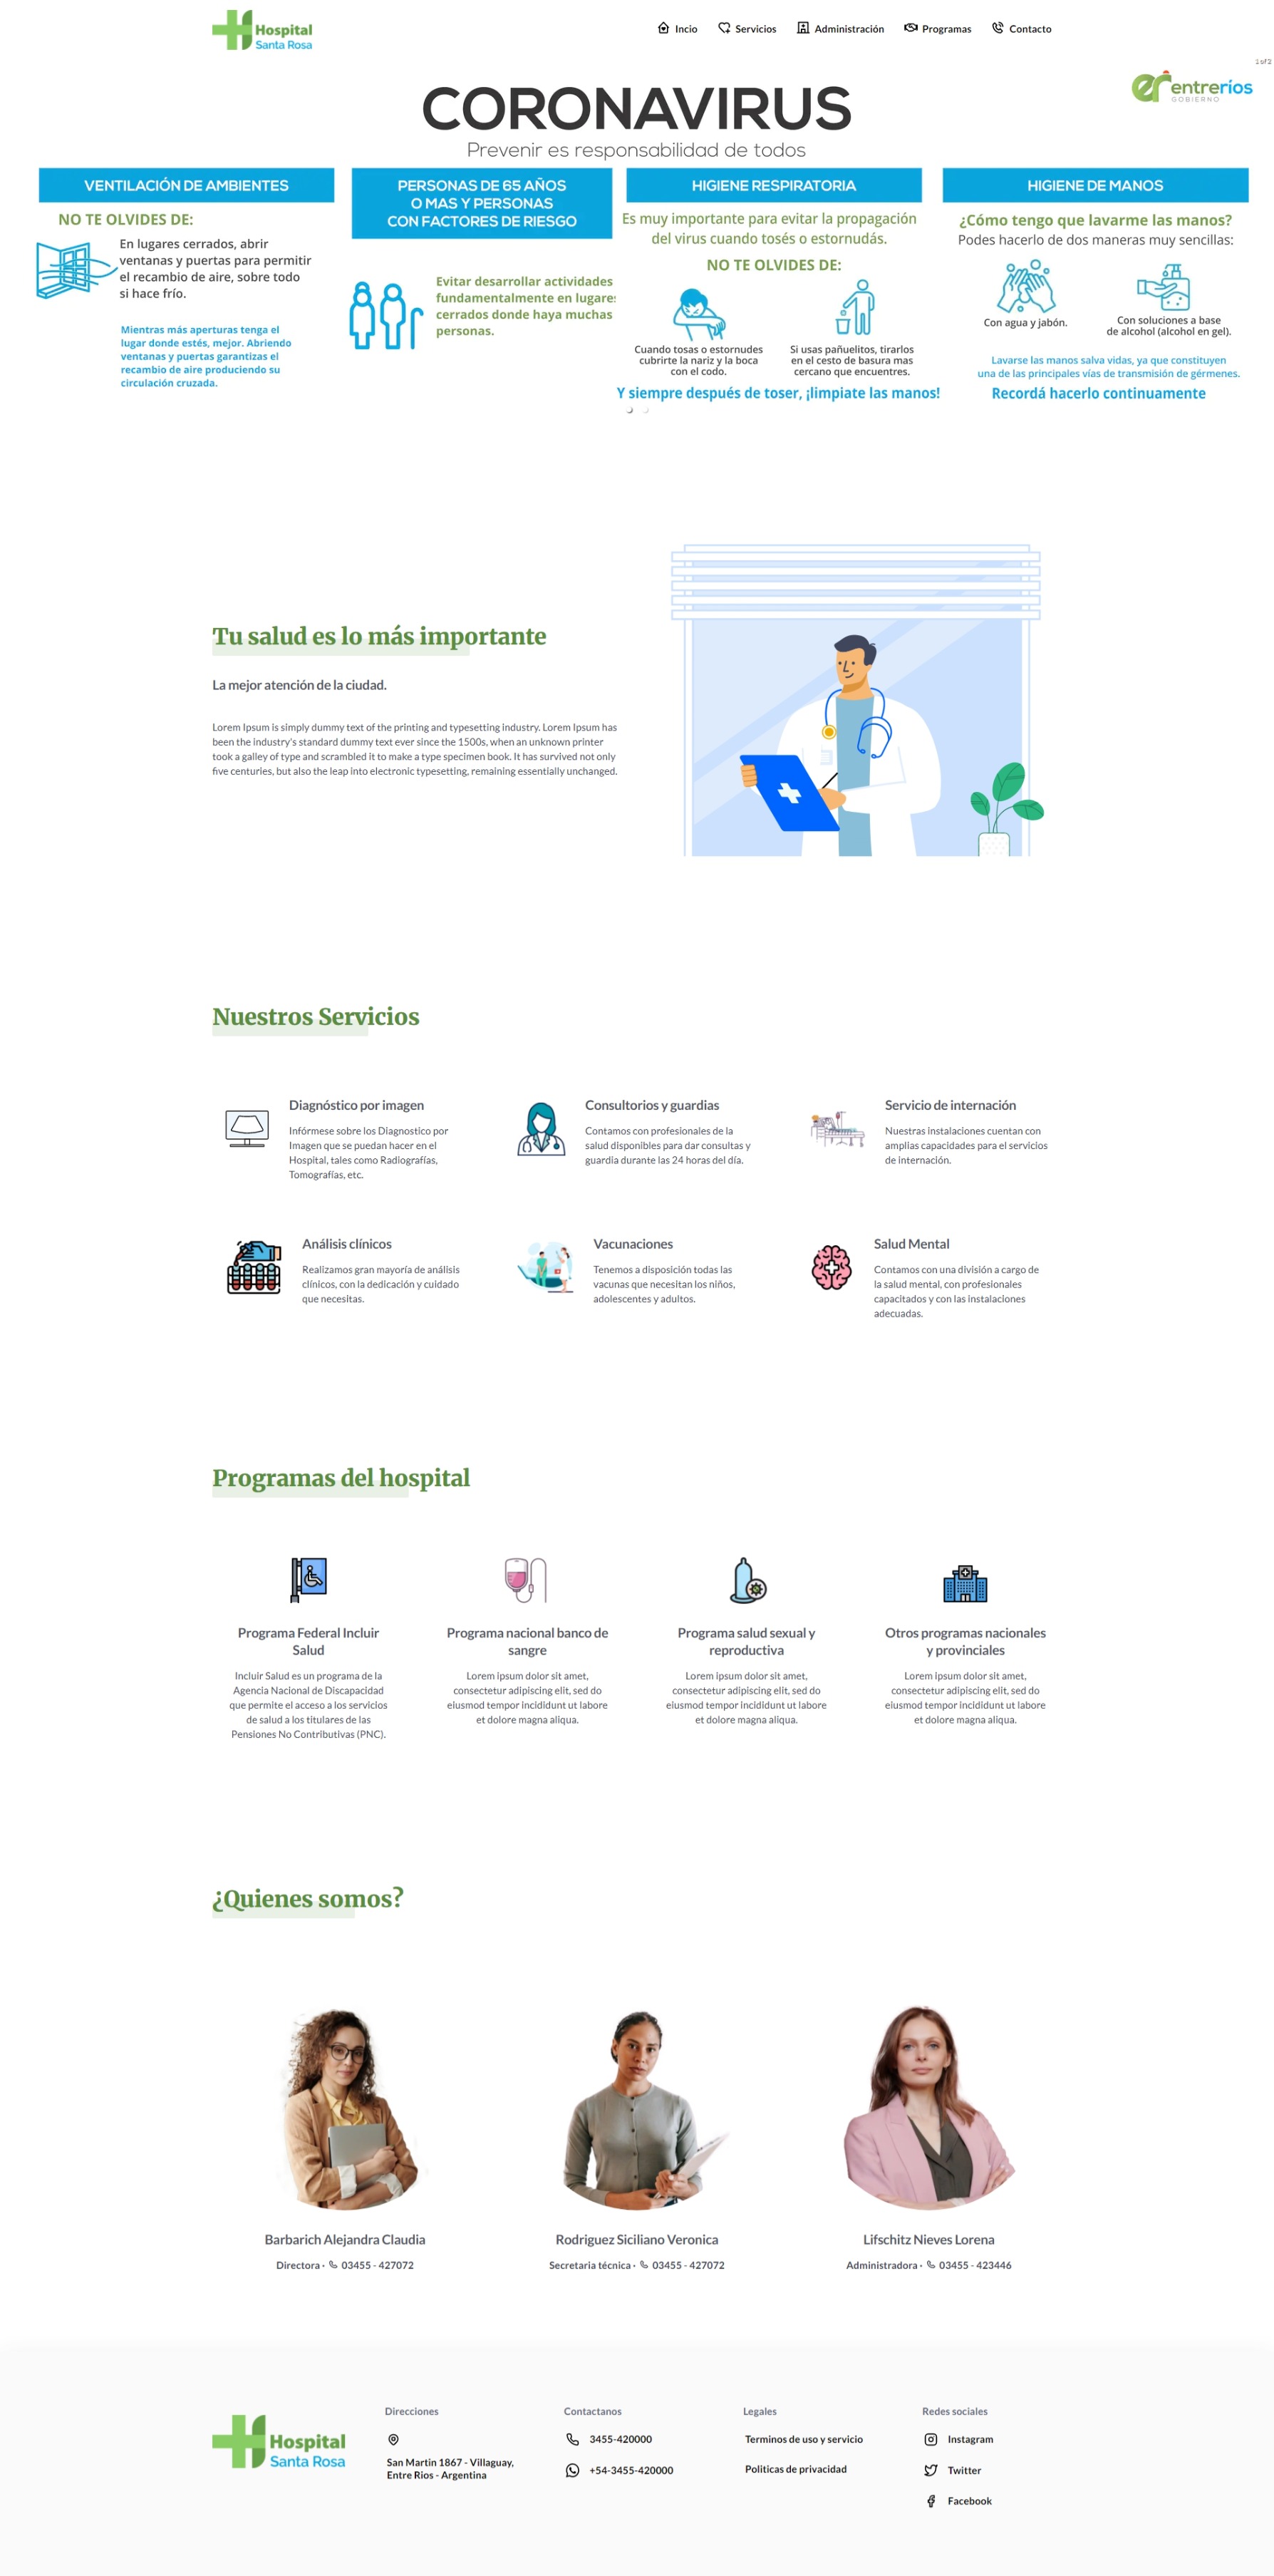 Hospital
Santa Rosa
Incio
Servicios
Administración
Programas
Contacto
1 of 2
er entreríos
GOBIERNO
CORONAVIRUS
Prevenir es responsabilidad de todos
VENTILACIÓN DE AMBIENTES
NO TE OLVIDES DE:
En lugares cerrados, abrir
ventanas y puertas para permitir
el recambio de aire, sobre todo
si hace frío.
Mientras más aperturas tenga el
lugar donde estés, mejor. Abriendo
ventanas y puertas garantizas el
recambio de aire produciendo su
circulación cruzada.
PERSONAS DE 65 AÑOS
O MAS Y PERSONAS
CON FACTORES DE RIESGO
Evitar desarrollar actividades
fundamentalmente en lugares
cerrados donde haya muchas
personas.
HIGIENE RESPIRATORIA
Es muy importante para evitar la propagación
del virus cuando tosés o estornudás.
NO TE OLVIDES DE:
Cuando tosas o estornudes
cubrirte la nariz y la boca
con el codo.
Si usas pañuelitos, tirarlos
en el cesto de basura mas
cercano que encuentres.
Y siempre después de toser, ¡limpiate las manos!
HIGIENE DE MANOS
¿Cómo tengo que lavarme las manos?
Podes hacerlo de dos maneras muy sencillas:
Con agua y jabón.
Con soluciones a base
de alcohol (alcohol en gel).
Lavarse las manos salva vidas, ya que constituyen
una de las principales vías de transmisión de gérmenes.
Recordá hacerlo continuamente
Tu salud es lo más importante
La mejor atención de la ciudad.
Lorem Ipsum is simply dummy text of the printing and typesetting industry. Lorem Ipsum has
been the industry's standard dummy text ever since the 1500s, when an unknown printer
took a galley of type and scrambled it to make a type specimen book. It has survived not only
five centuries, but also the leap into electronic typesetting, remaining essentially unchanged.
Nuestros Servicios
Diagnóstico por imagen
Infórmese sobre los Diagnostico por
Imagen que se puedan hacer en el
Hospital, tales como Radiografías,
Tomografías, etc.
Consultorios y guardias
Contamos con profesionales de la
salud disponibles para dar consultas y
guardia durante las 24 horas del día.
Servicio de internación
Nuestras instalaciones cuentan con
amplias capacidades para el servicios
de internación.
Análisis clínicos
Realizamos gran mayoría de análisis
clínicos, con la dedicación y cuidado
que necesitas.
Vacunaciones
Tenemos a disposición todas las
vacunas que necesitan los niños,
adolescentes y adultos.
Salud Mental
Contamos con una división a cargo de
la salud mental, con profesionales
capacitados y con las instalaciones
adecuadas.
Programas del hospital
Programa Federal Incluir
Salud
Incluir Salud es un programa de la
Agencia Nacional de Discapacidad
que permite el acceso a los servicios
de salud a los titulares de las
Pensiones No Contributivas (PNC).
Programa nacional banco de
sangre
Lorem ipsum dolor sit amet,
consectetur adipiscing elit, sed do
eiusmod tempor incididunt ut labore
et dolore magna aliqua.
Programa salud sexual y
reproductiva
Lorem ipsum dolor sit amet,
consectetur adipiscing elit, sed do
eiusmod tempor incididunt ut labore
et dolore magna aliqua.
Otros programas nacionales
y provinciales
Lorem ipsum dolor sit amet,
consectetur adipiscing elit, sed do
eiusmod tempor incididunt ut labore
et dolore magna aliqua.
¿Quienes somos?
Barbarich Alejandra Claudia
Directora · 03455 - 427072
Rodriguez Siciliano Veronica
Secretaria técnica · 03455 - 427072
Lifschitz Nieves Lorena
Administradora · 03455 - 423446
Hospital
Santa Rosa
Direcciones
San Martin 1867 - Villaguay,
Entre Rios - Argentina
Contactanos
3455-420000
+54-3455-420000
Legales
Terminos de uso y servicio
Politicas de privacidad
Redes sociales
Instagram
Twitter
Facebook